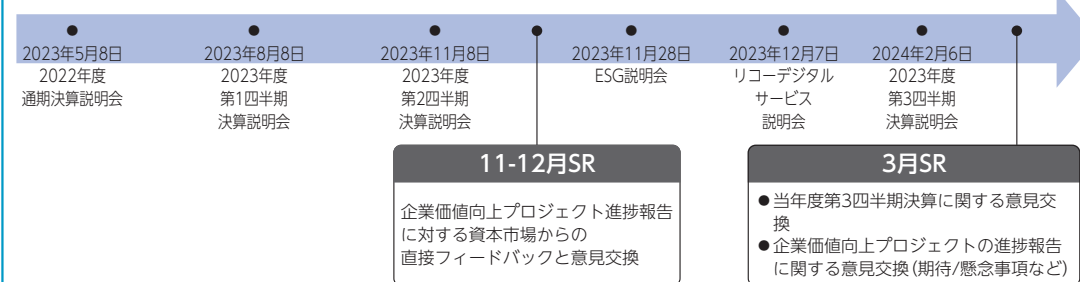 2023年5月8日
2022年度
通期決算説明会
2023年8月8日
2023年度
第1四半期
決算説明会
2023年11月8日
2023年度
第2四半期
決算説明会
2023年11月28日
ESG説明会
2023年12月7日
リコーデジタル
サービス
説明会
2024年2月6日
2023年度
第3四半期
決算説明会
11-12月SR
企業価値向上プロジェクト進捗報告
に対する資本市場からの
直接フィードバックと意見交換
3月SR
●当年度第3四半期決算に関する意見交
換
●企業価値向上プロジェクトの進捗報告
に関する意見交換(期待/懸念事項など)